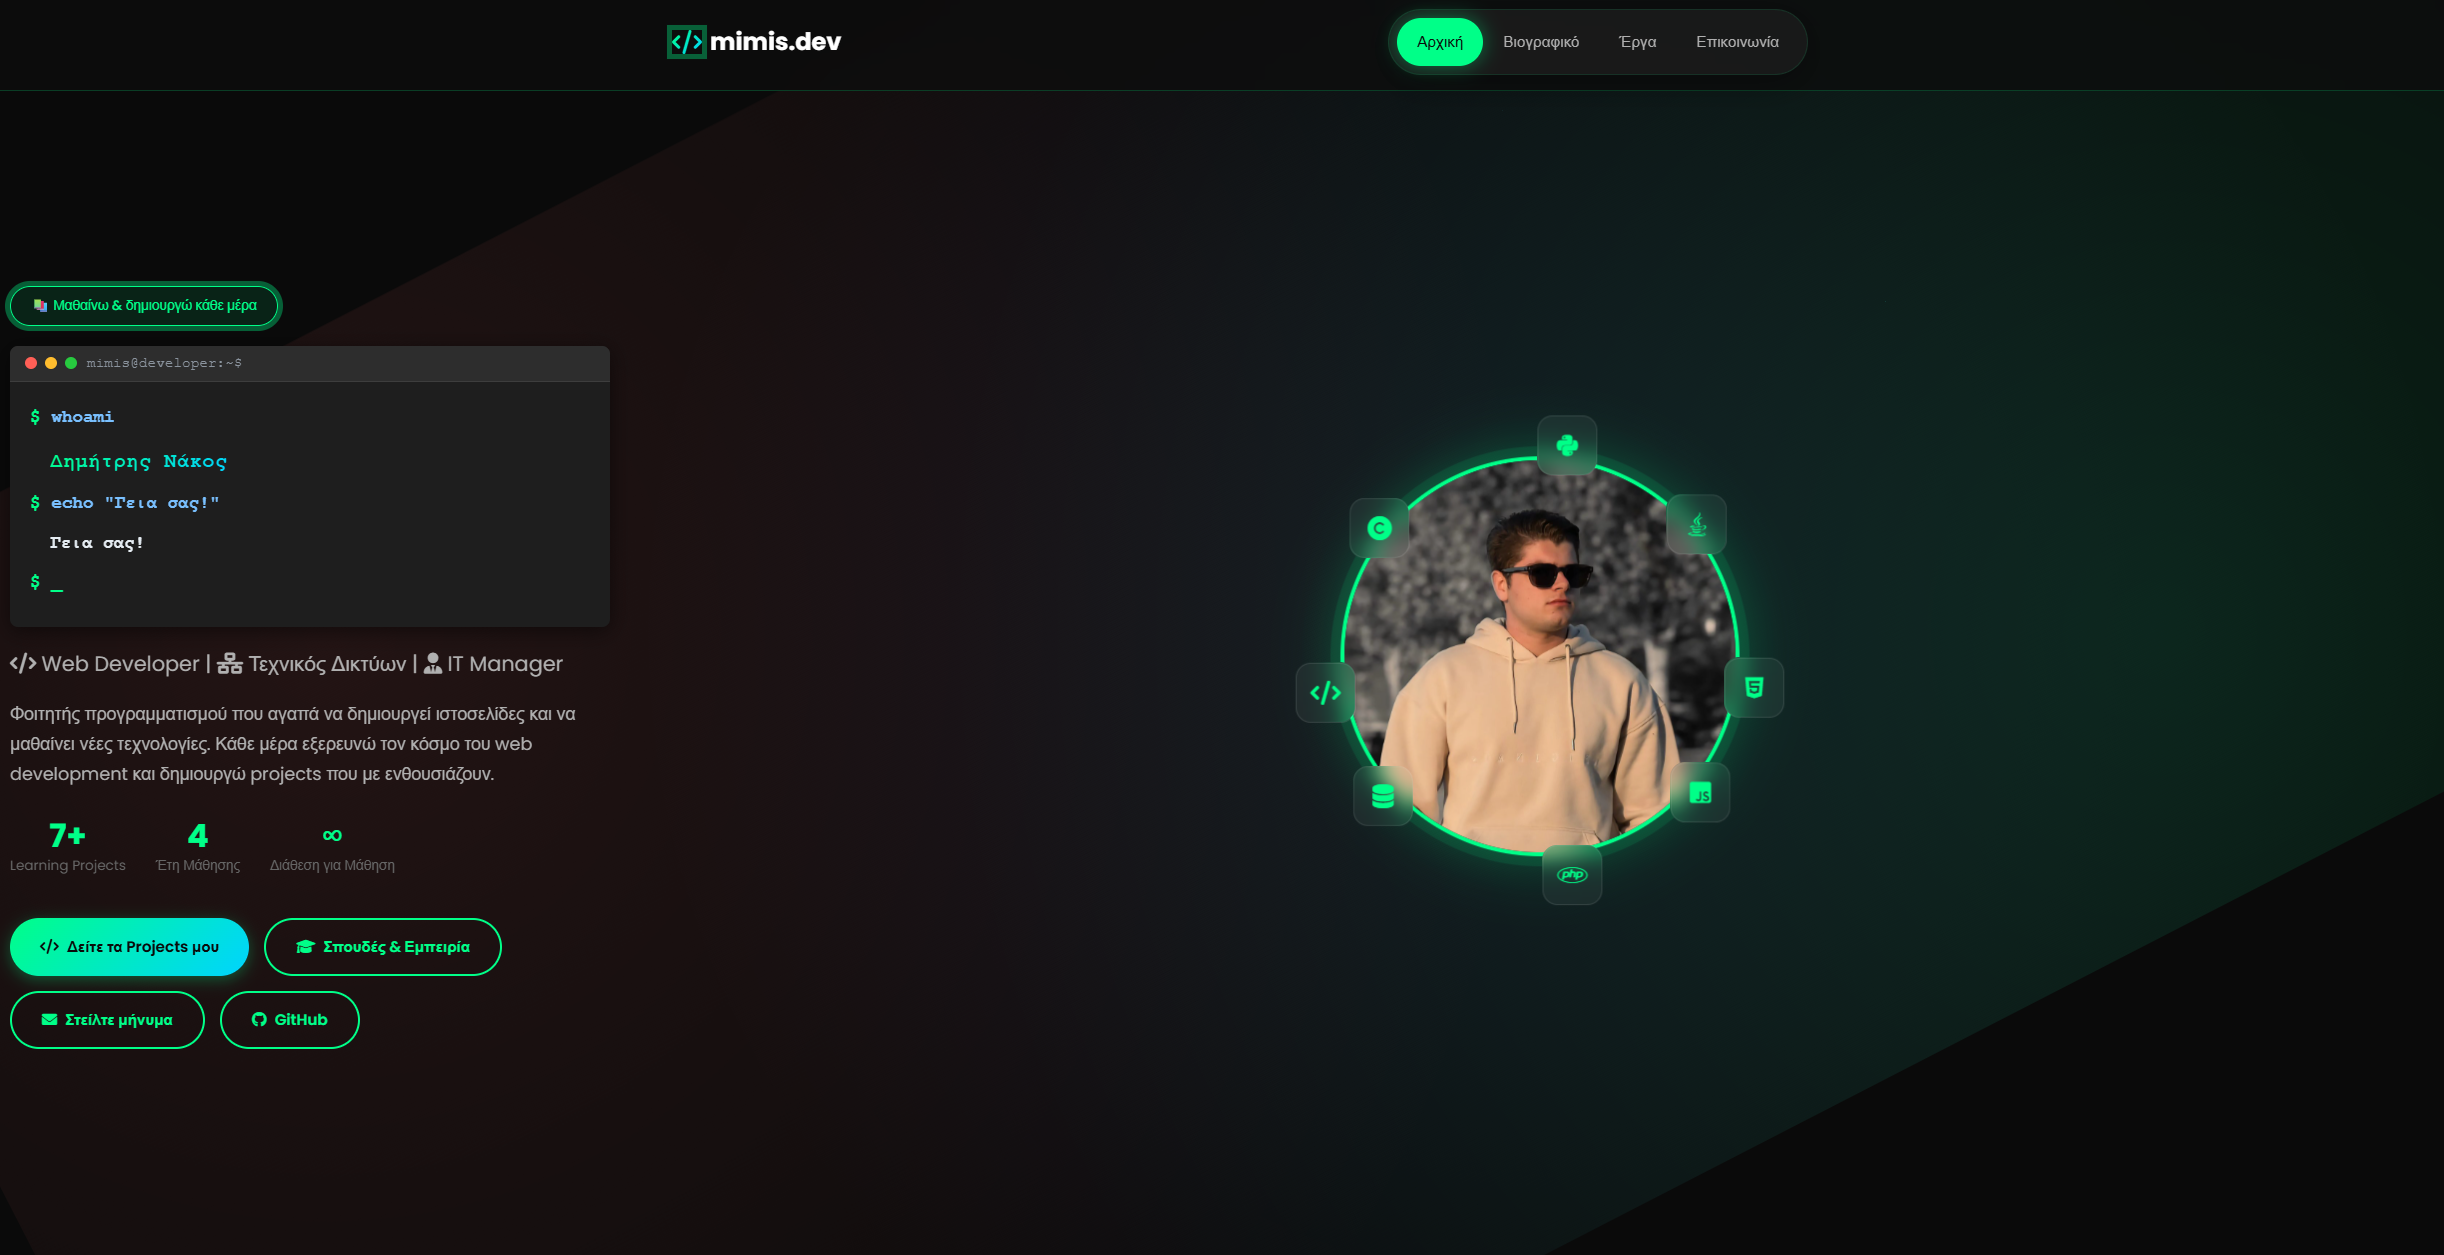 </> mimis.dev
Αρχική
Βιογραφικό
Έργα
Επικοινωνία
Μαθαίνω & δημιουργώ κάθε μέρα
mimis@developer:~$
$ whoami
Δημήτρης Νάκος
$ echo "Γεια σας!"
Γεια σας!
$ _
</> Web Developer | Τεχνικός Δικτύων | IT Manager
Φοιτητής προγραμματισμού που αγαπά να δημιουργεί ιστοσελίδες και να
μαθαίνει νέες τεχνολογίες. Κάθε μέρα εξερευνώ τον κόσμο του web
development και δημιουργώ projects που με ενθουσιάζουν.
7+
Learning Projects
4
Έτη Μάθησης
∞
Διάθεση για Μάθηση
</> Δείτε τα Projects μου
Σπουδές & Εμπειρία
Στείλτε μήνυμα
GitHub
C
</>
5
JS
php